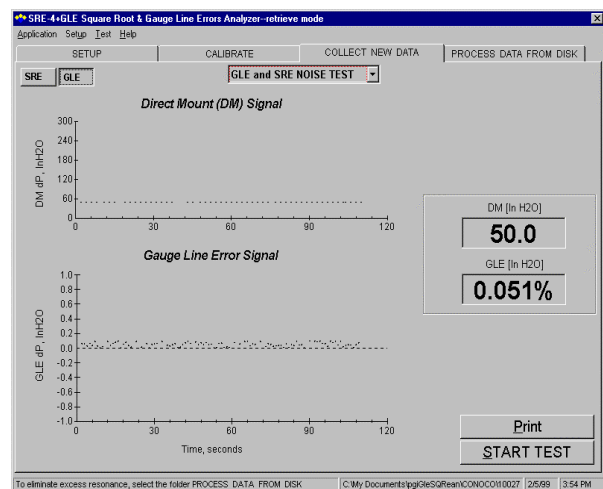 SRE-4+GLE Square Root & Gauge Line Errors Analyzer--retrieve mode
Application Setup Test Help
SETUP CALIBRATE COLLECT NEW DATA PROCESS DATA FROM DISK
SRE GLE GLE and SRE NOISE TEST
Direct Mount (DM) Signal
DM dP, InH2O
300
240
180
120
60
0
0 30 60 90 120
DM [In H2O]
50.0
GLE [In H2O]
0.051%
Gauge Line Error Signal
GLE dP, InH2O
1.0
0.8
0.6
0.4
0.2
0.0
-0.2
-0.4
-0.6
-0.8
-1.0
0 30 60 90 120
Time, seconds
Print
START TEST
To eliminate excess resonance, select the folder PROCESS DATA FROM DISK C:\My Documents\pgiGleSQRean\CONOCO\10027 2/5/99 3:54 PM